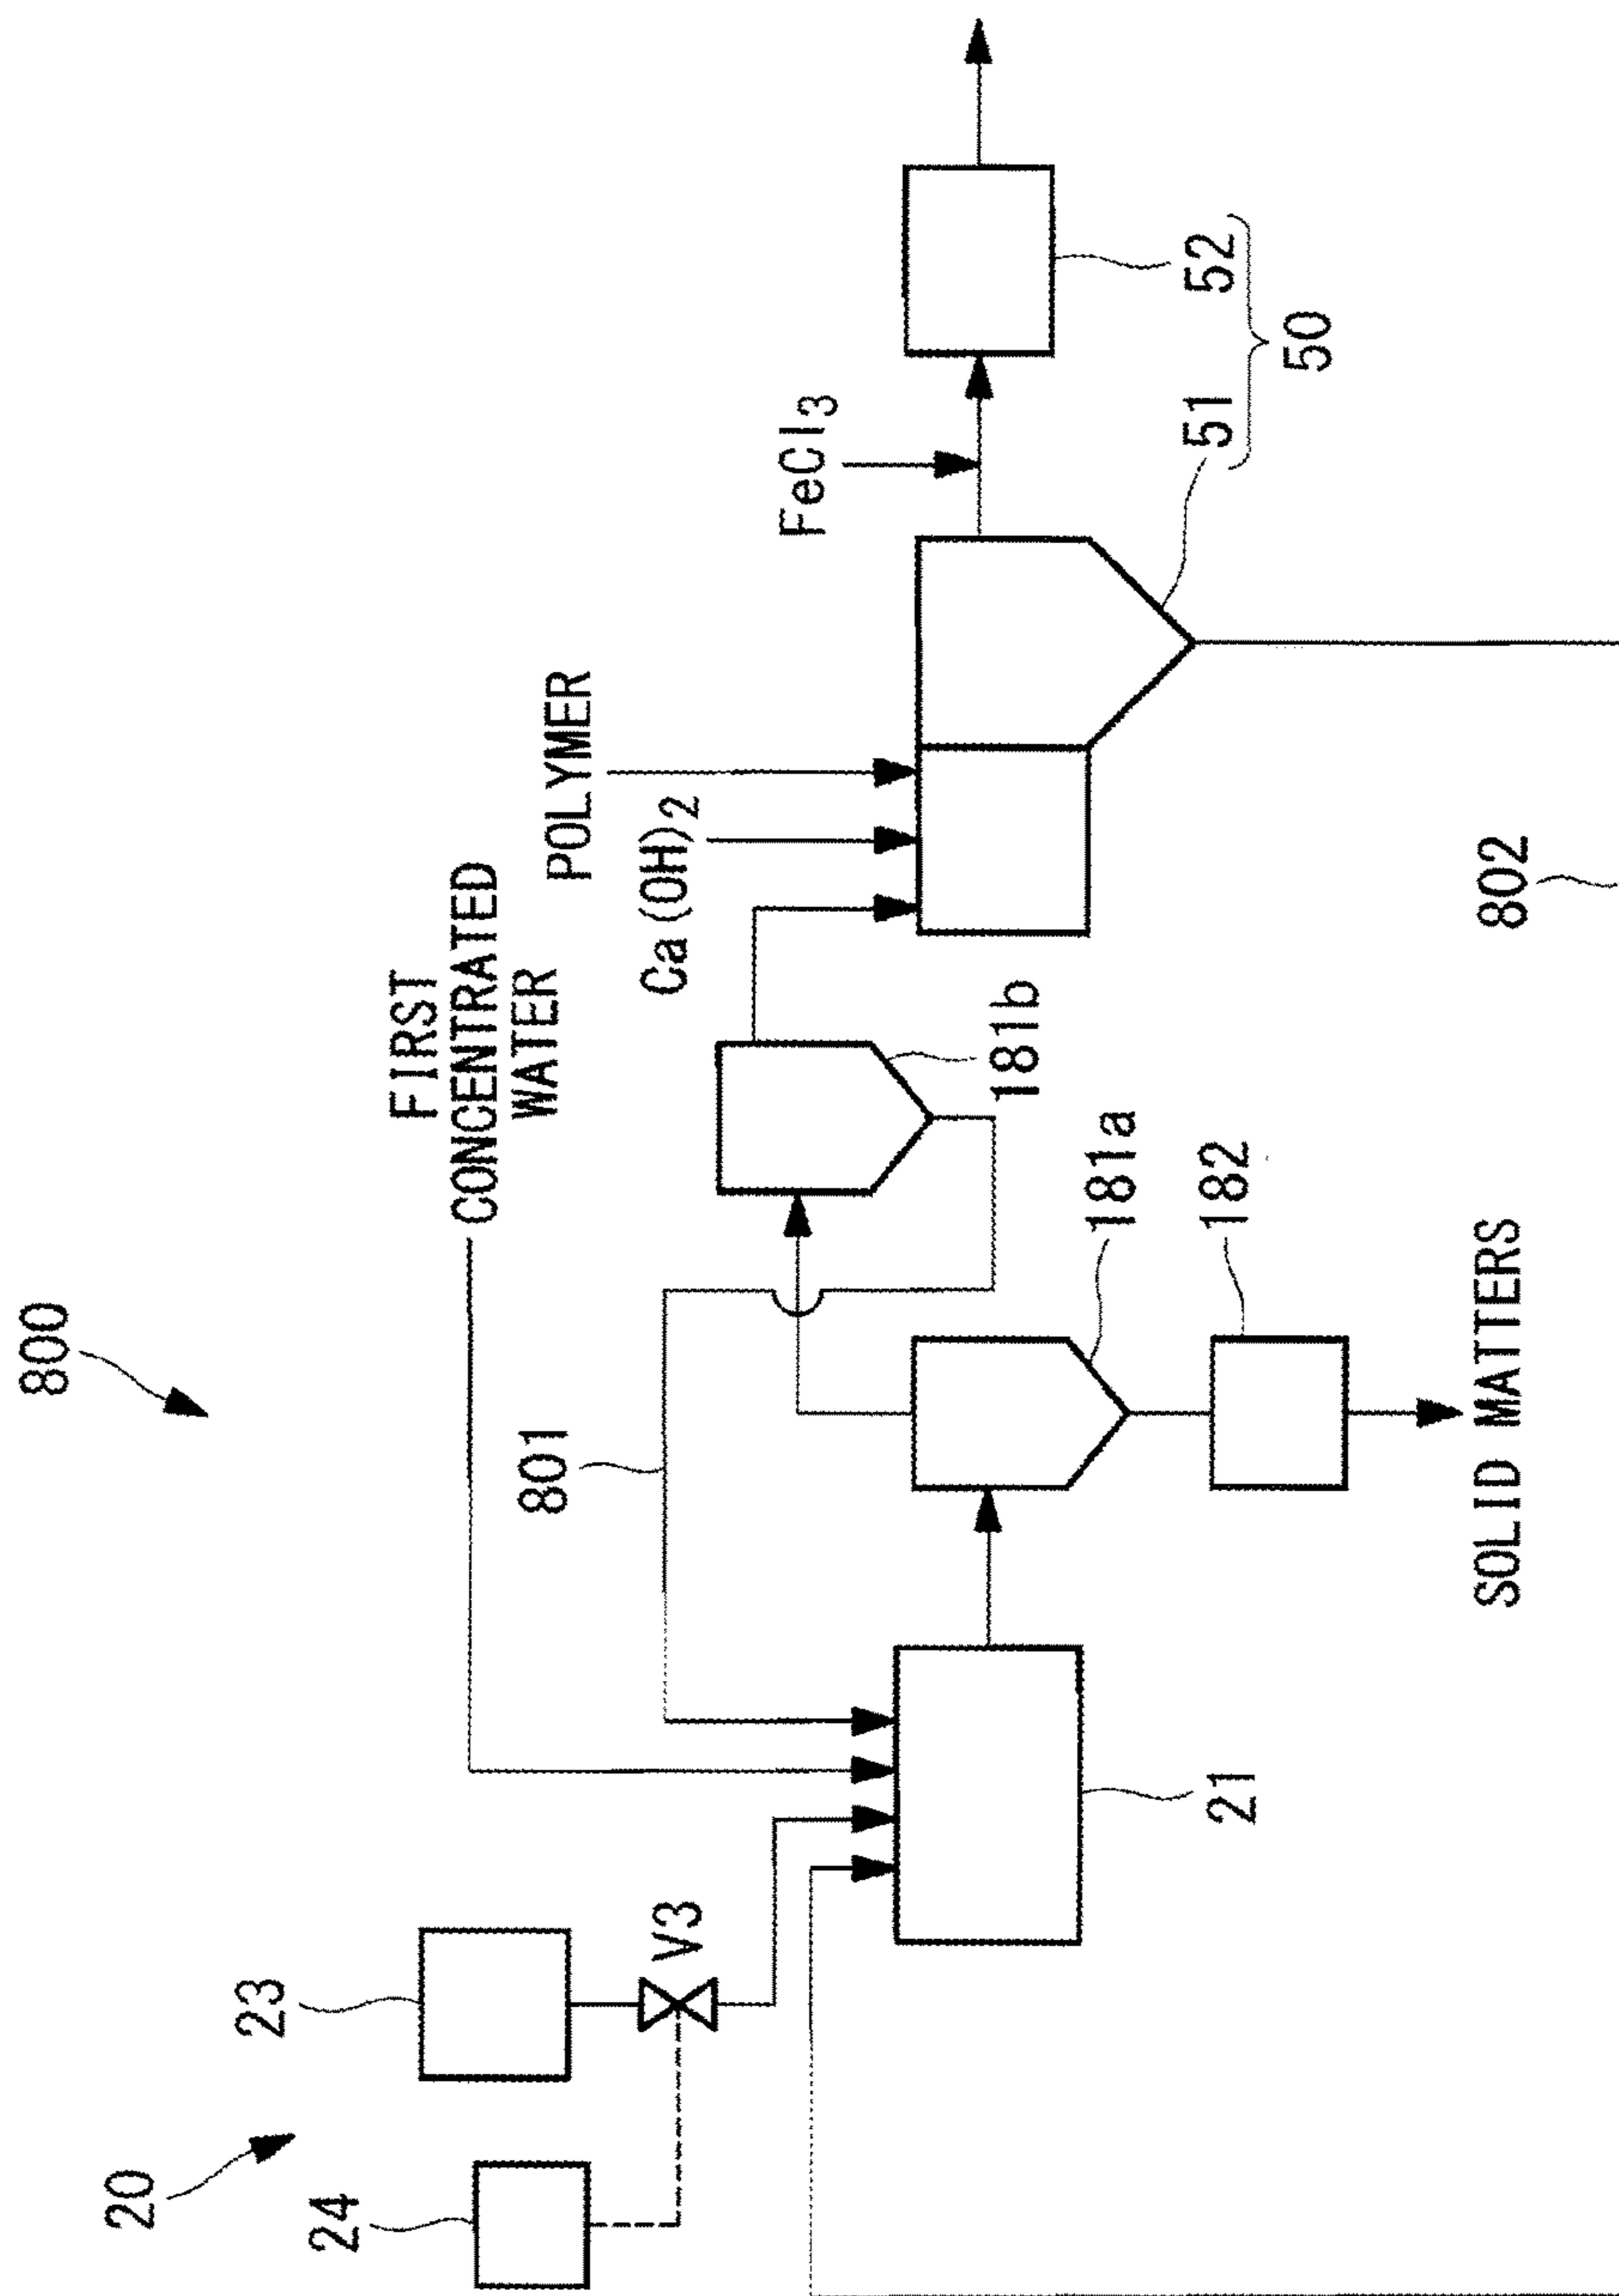 800
20
23
24
V3
FIRST
CONCENTRATED
WATER
801
POLYMER
Ca(OH)2
FeCl3
21
181a
181b
182
SOLID MATTERS
51
52
50
802